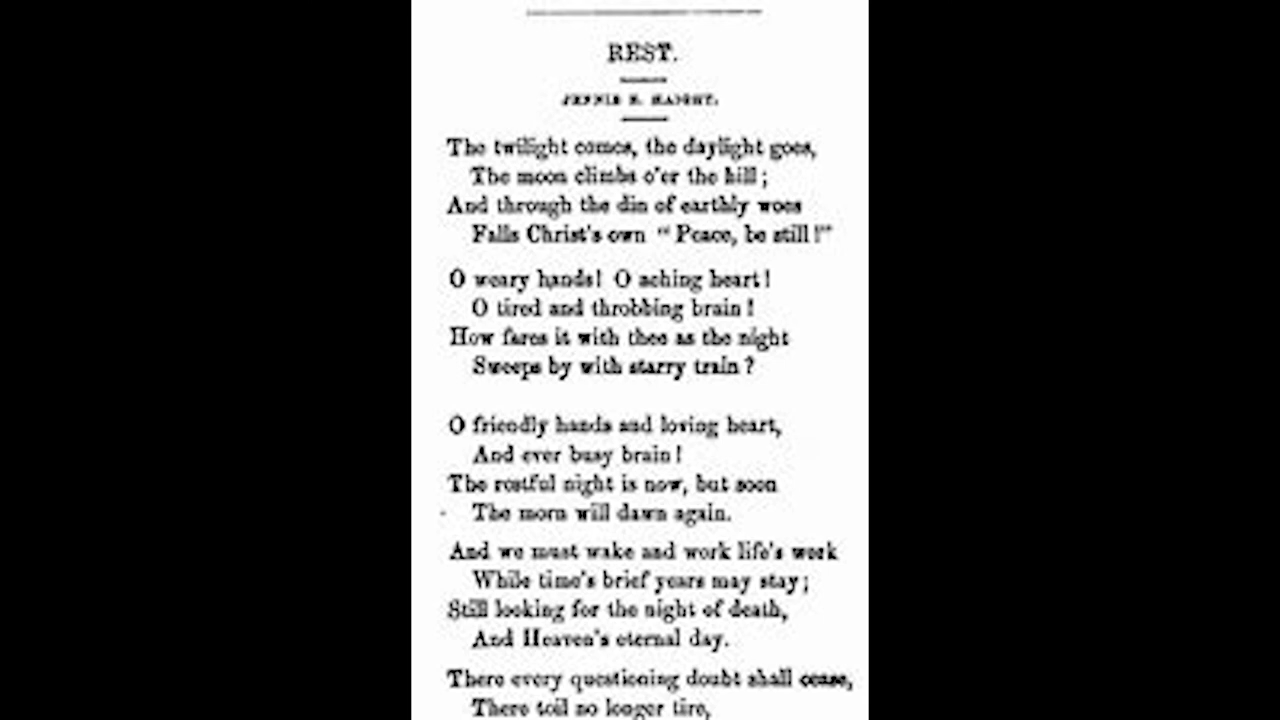 REST.
JENNIE E. HAIGHT.
The twilight comes, the daylight goes,
The moon climbs o'er the hill;
And through the din of earthly woes
Falls Christ's own "Peace, be still!"
O weary hands! O aching heart!
O tired and throbbing brain!
How fares it with thee as the night
Sweeps by with starry train?
O friendly hands and loving heart,
And ever busy brain!
The restful night is now, but soon
The morn will dawn again.
And we must wake and work life's work
While time's brief years may stay;
Still looking for the night of death,
And Heaven's eternal day.
There every questioning doubt shall cease,
There toil no longer tire,